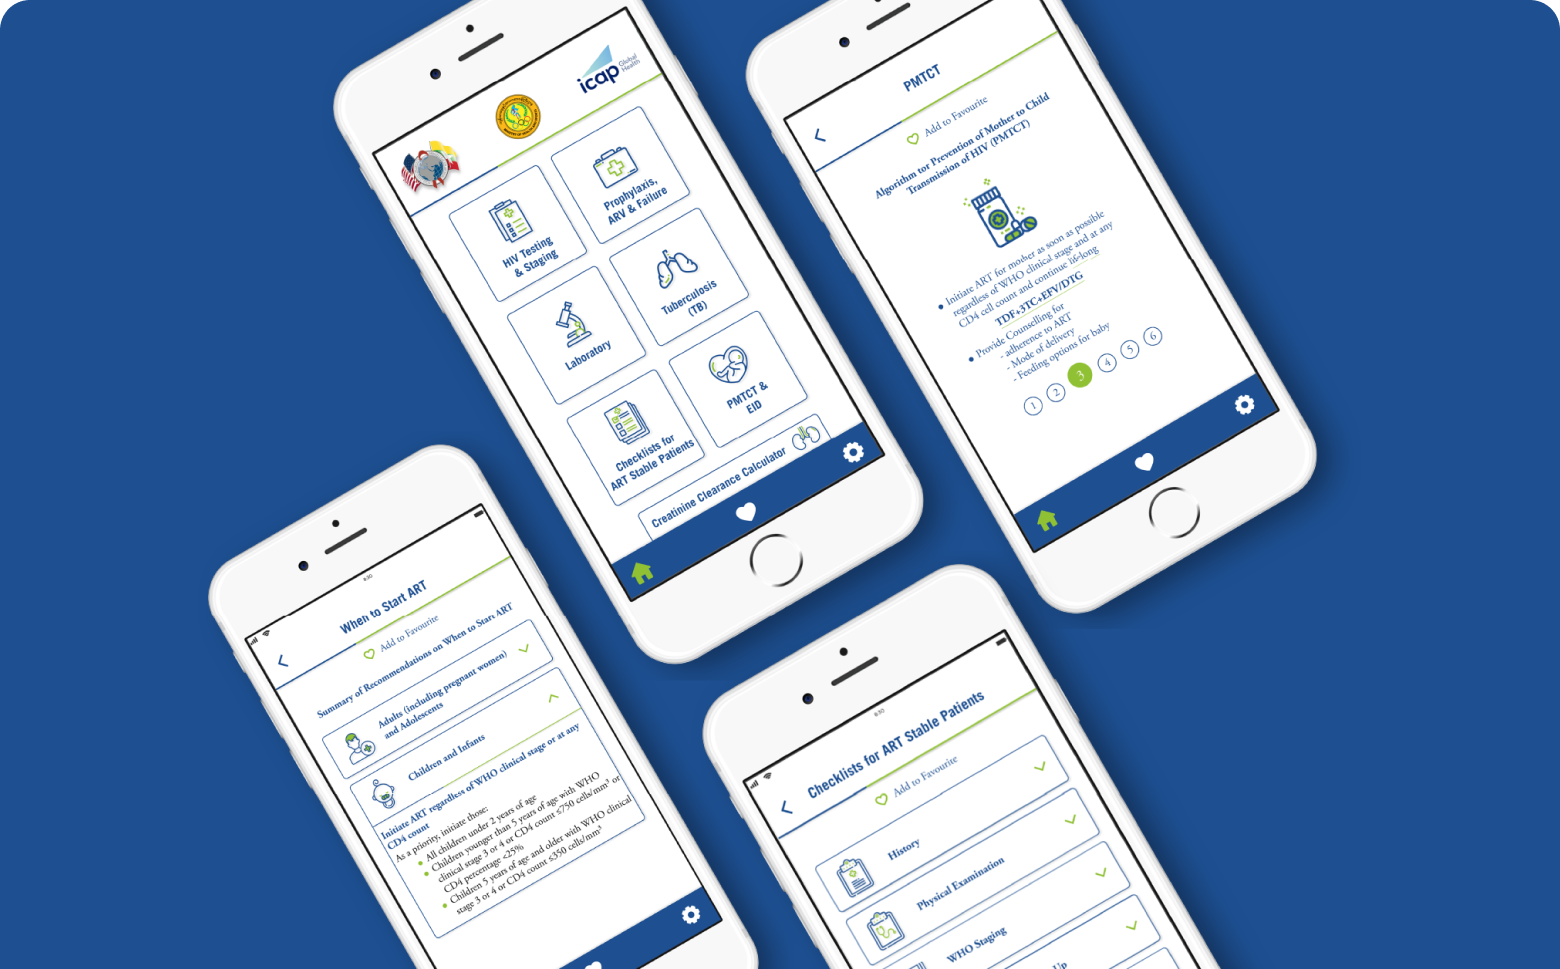 icap
Global
Health
HIV Testing
& Staging
Prophylaxis,
ARV & Failure
Laboratory
Tuberculosis
(TB)
Checklists for
ART Stable Patients
PMTCT &
EID
Creatinine Clearance Calculator
PMTCT
Add to Favourite
Algorithm tor Prevention of Mother to Child
Transmission of HIV (PMTCT)
• Initiate ART for mother as soon as possible
regardless of WHO clinical stage and at any
CD4 cell count and continue life-long
TDF+3TC+EFV/DTG
• Provide Counselling for
- adherence to ART
- Mode of delivery
- Feeding options for baby
1 2 3 4 5 6
8:30
When to Start ART
Add to Favourite
Summary of Recommendations on When to Start ART
Adults (including pregnant women)
and Adolescents
Children and Infants
Initiate ART regardless of WHO clinical stage or at any
CD4 count
As a priority, initiate those:
• All children under 2 years of age
• Children younger than 5 years of age with WHO
clinical stage 3 or 4 or CD4 count ≤750 cells/mm³ or
CD4 percentage <25%
• Children 5 years of age and older with WHO clinical
stage 3 or 4 or CD4 count ≤350 cells/mm³
8:30
Checklists for ART Stable Patients
Add to Favourite
History
Physical Examination
WHO Staging
Up